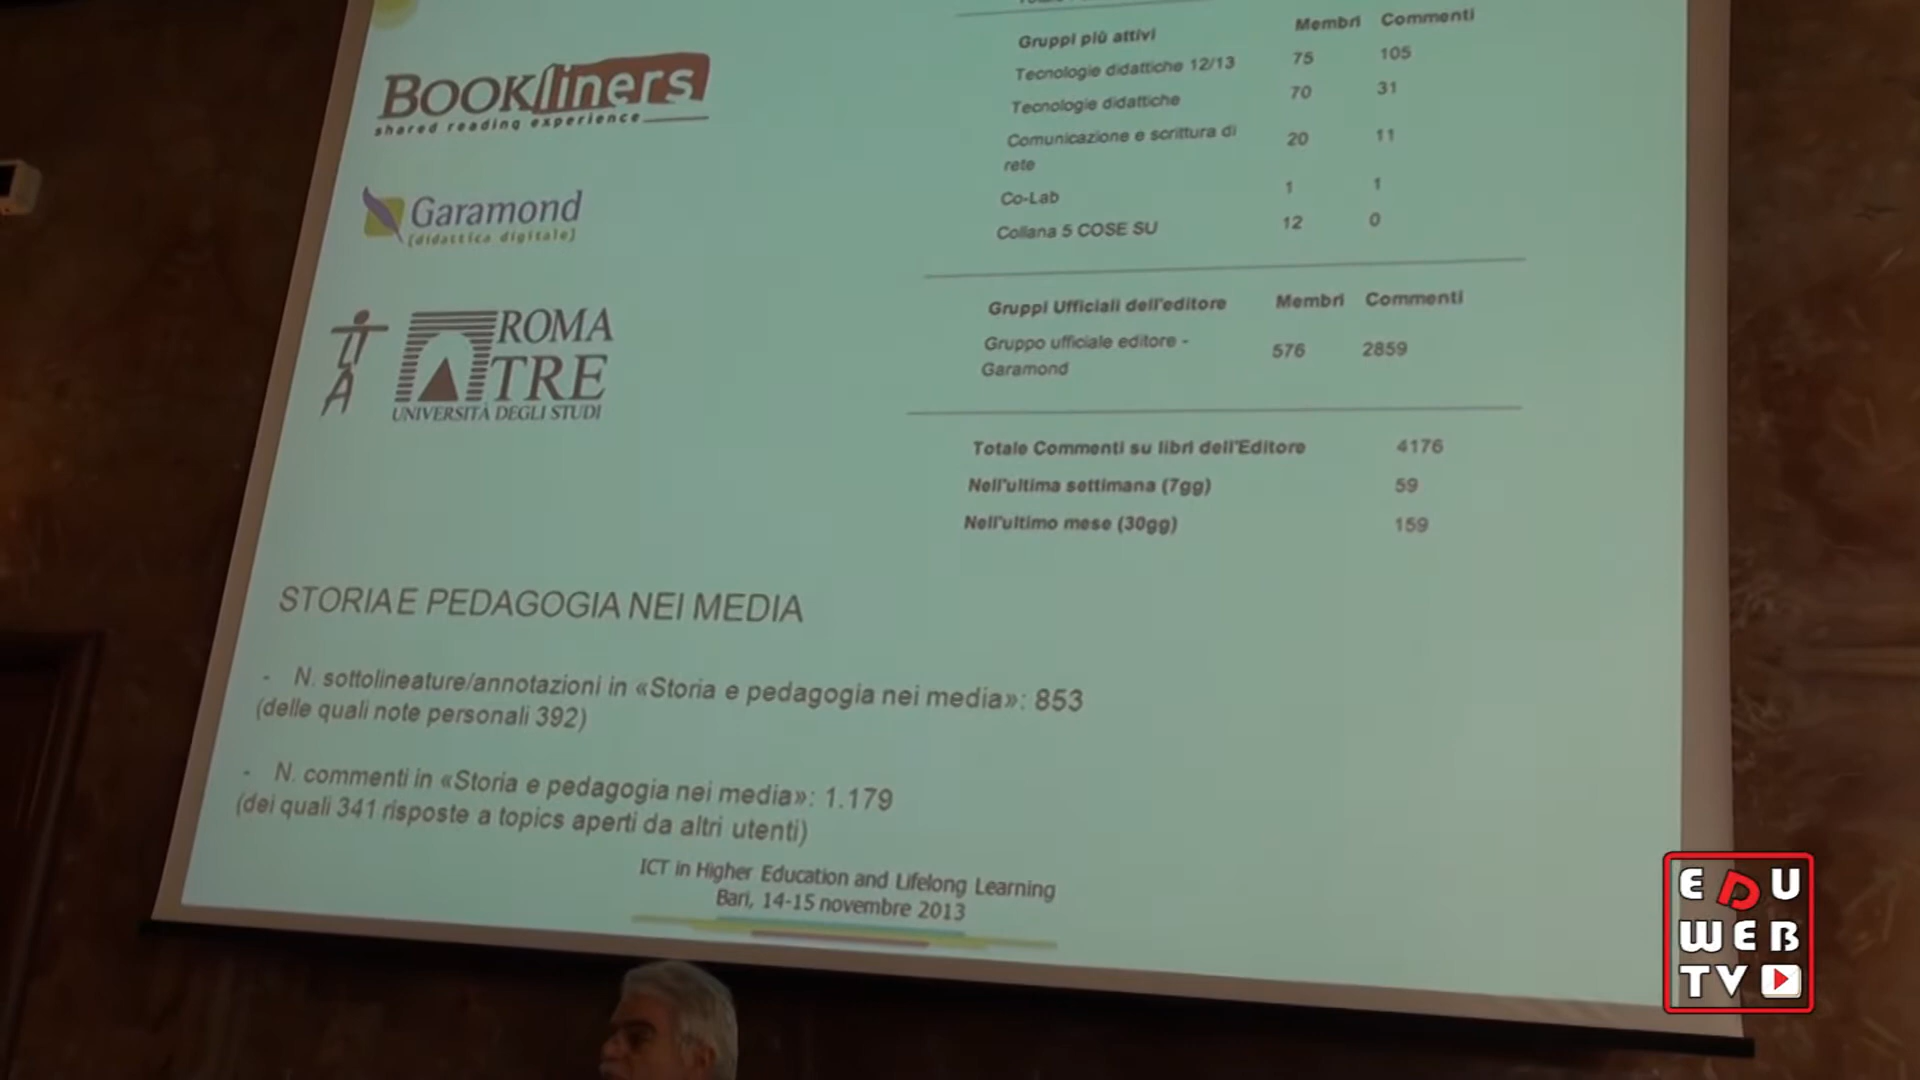 BOOKliners
shared reading experience
Garamond
(didattica digitale)
ROMA
TRE
UNIVERSITÀ DEGLI STUDI
Gruppi più attivi Membri Commenti
Tecnologie didattiche 12/13 75 105
Tecnologie didattiche 70 31
Comunicazione e scrittura di 20 11
rete
Co-Lab 1 1
Collana 5 COSE SU 12 0
Gruppi Ufficiali dell'editore Membri Commenti
Gruppo ufficiale editore - 576 2859
Garamond
Totale Commenti su libri dell'Editore 4176
Nell'ultima settimana (7gg) 59
Nell'ultimo mese (30gg) 159
STORIA E PEDAGOGIA NEI MEDIA
- N. sottolineature/annotazioni in «Storia e pedagogia nei media»: 853
(delle quali note personali 392)
- N. commenti in «Storia e pedagogia nei media»: 1.179
(dei quali 341 risposte a topics aperti da altri utenti)
ICT in Higher Education and Lifelong Learning
Bari, 14-15 novembre 2013
EDU
WEB
TV